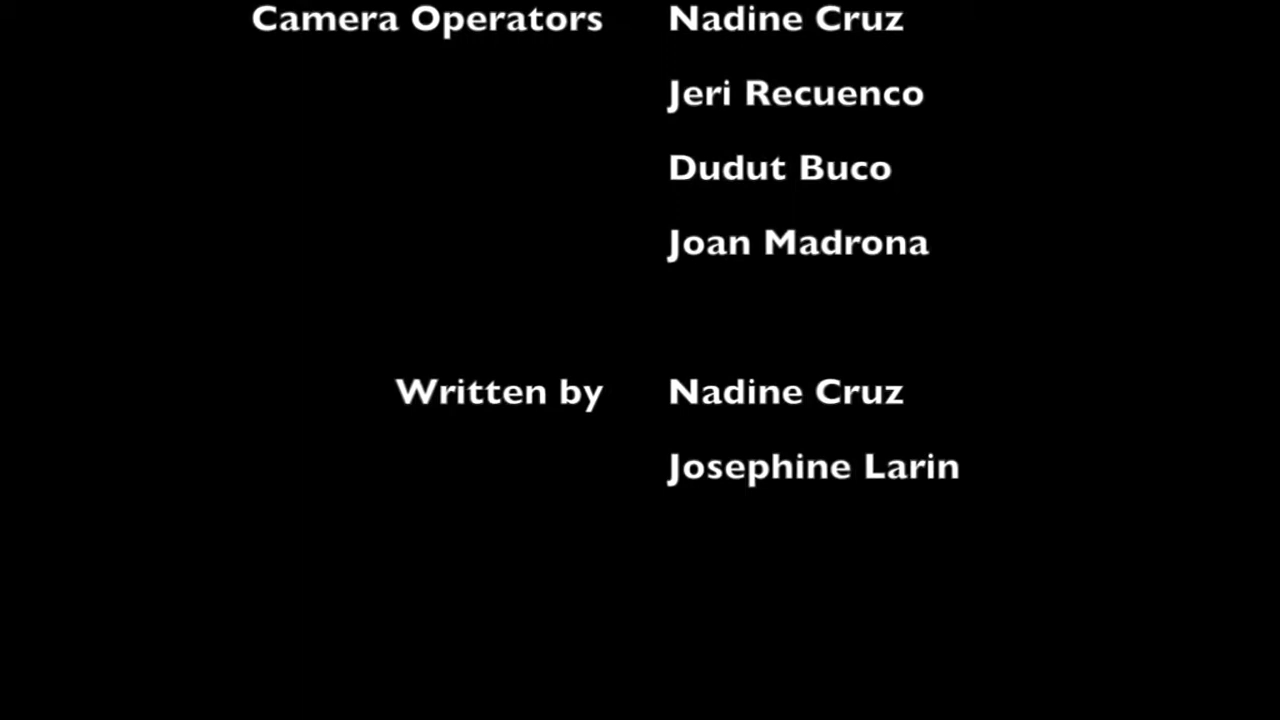 Camera Operators Nadine Cruz
Jeri Recuenco
Dudut Buco
Joan Madrona
Written by Nadine Cruz
Josephine Larin